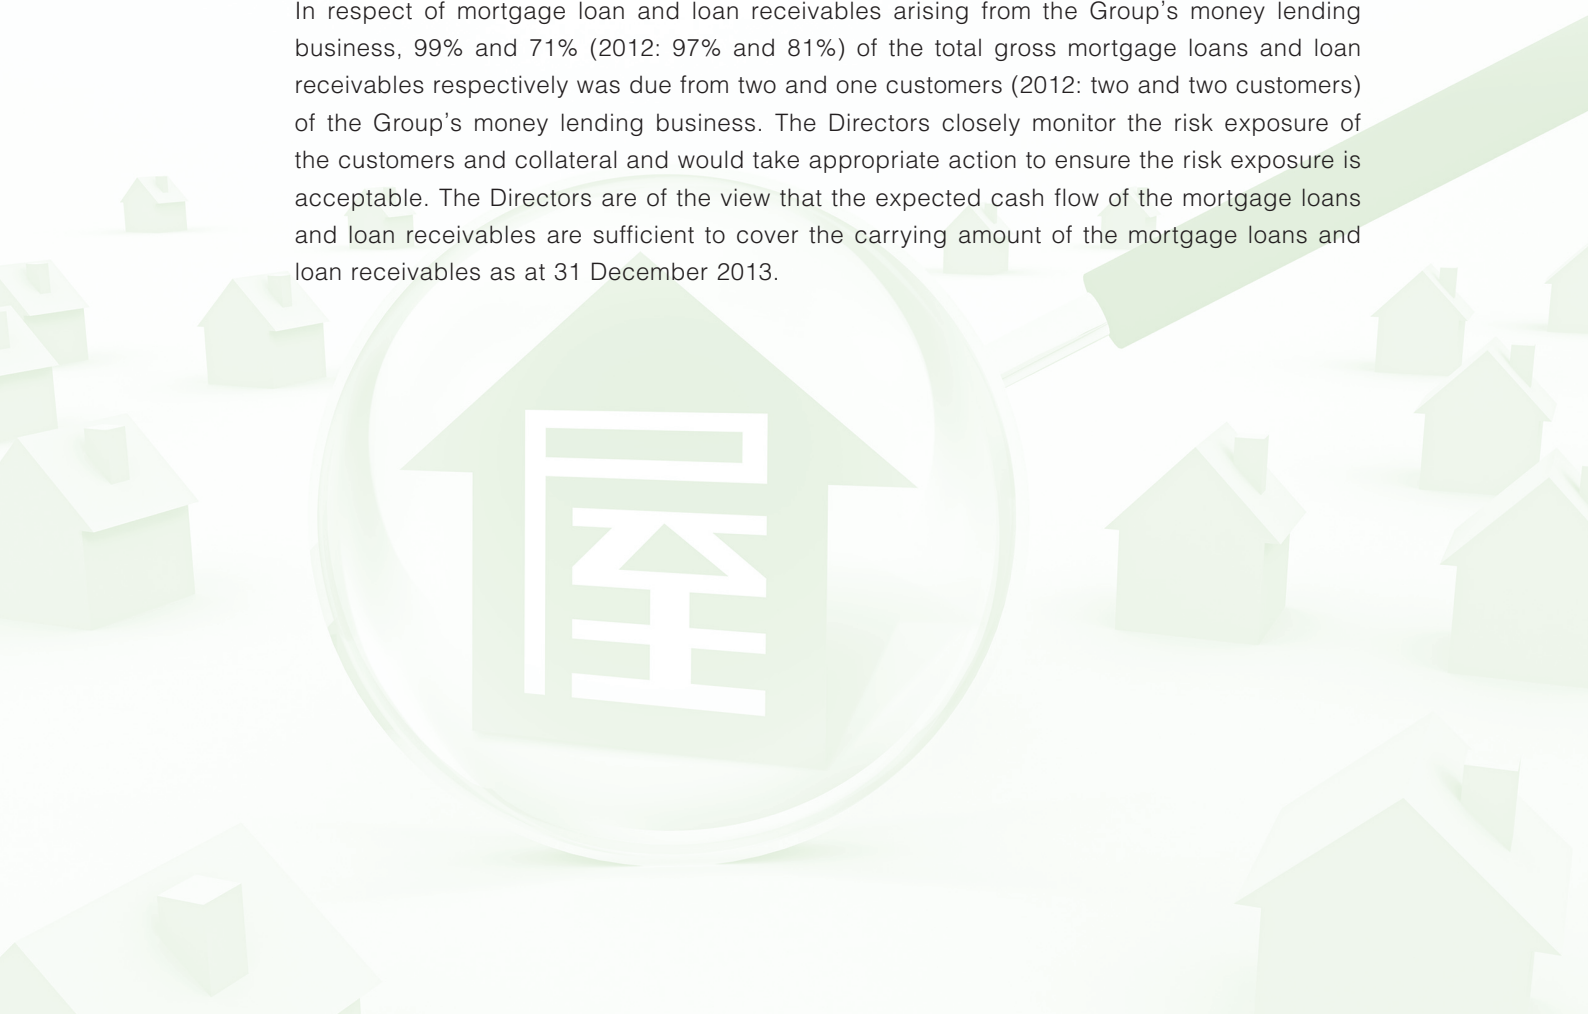 In respect of mortgage loan and loan receivables arising from the Group's money lending
business, 99% and 71% (2012: 97% and 81%) of the total gross mortgage loans and loan
receivables respectively was due from two and one customers (2012: two and two customers)
of the Group's money lending business. The Directors closely monitor the risk exposure of
the customers and collateral and would take appropriate action to ensure the risk exposure is
acceptable. The Directors are of the view that the expected cash flow of the mortgage loans
and loan receivables are sufficient to cover the carrying amount of the mortgage loans and
loan receivables as at 31 December 2013.
屋